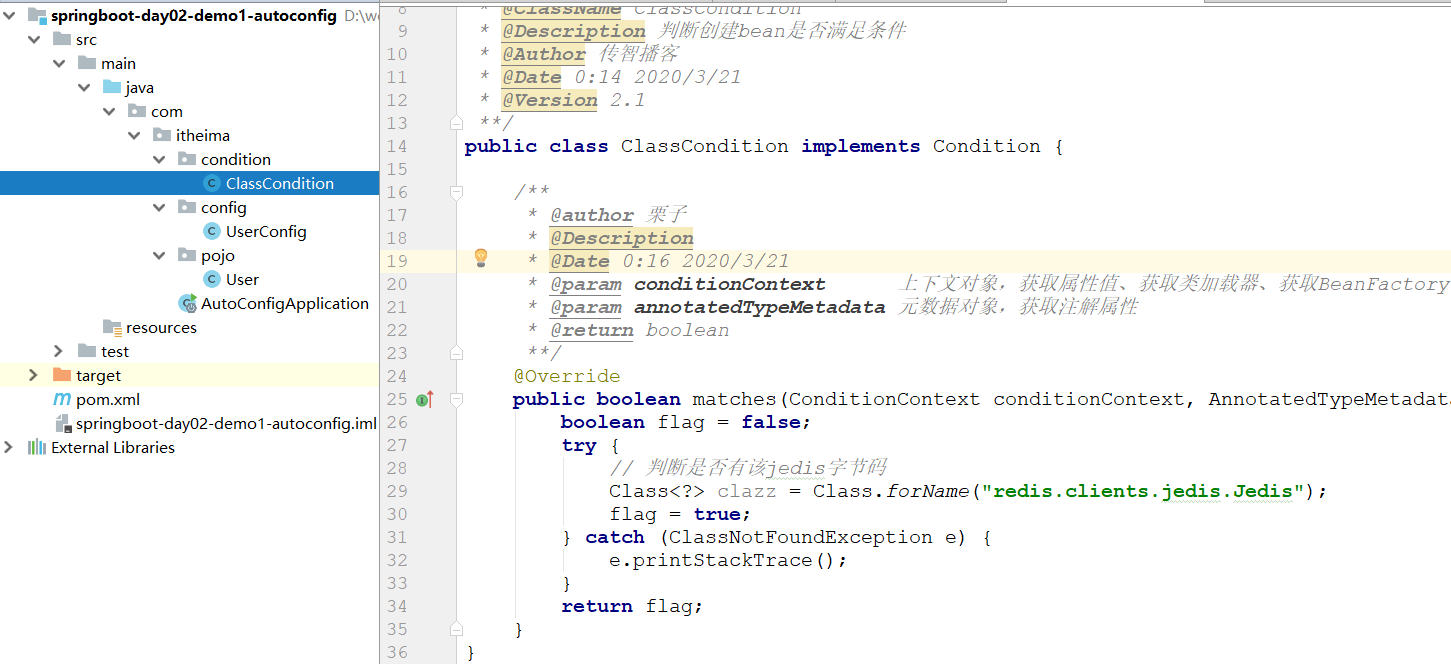 springboot-day02-demo1-autoconfig D:\w
src
main
java
com
itheima
condition
ClassCondition
config
UserConfig
pojo
User
AutoConfigApplication
resources
test
target
pom.xml
springboot-day02-demo1-autoconfig.iml
External Libraries
8 * @ClassName ClassCondition
9 * @Description 判断创建bean是否满足条件
10 * @Author 传智播客
11 * @Date 0:14 2020/3/21
12 * @Version 2.1
13 **/
14 public class ClassCondition implements Condition {
15
16 /**
17 * @author 栗子
18 * @Description
19 * @Date 0:16 2020/3/21
20 * @param conditionContext 上下文对象，获取属性值、获取类加载器、获取BeanFactory
21 * @param annotatedTypeMetadata 元数据对象，获取注解属性
22 * @return boolean
23 **/
24 @Override
25 public boolean matches(ConditionContext conditionContext, AnnotatedTypeMetadata
26 boolean flag = false;
27 try {
28 // 判断是否有该jedis字节码
29 Class<?> clazz = Class.forName("redis.clients.jedis.Jedis");
30 flag = true;
31 } catch (ClassNotFoundException e) {
32 e.printStackTrace();
33 }
34 return flag;
35 }
36 }